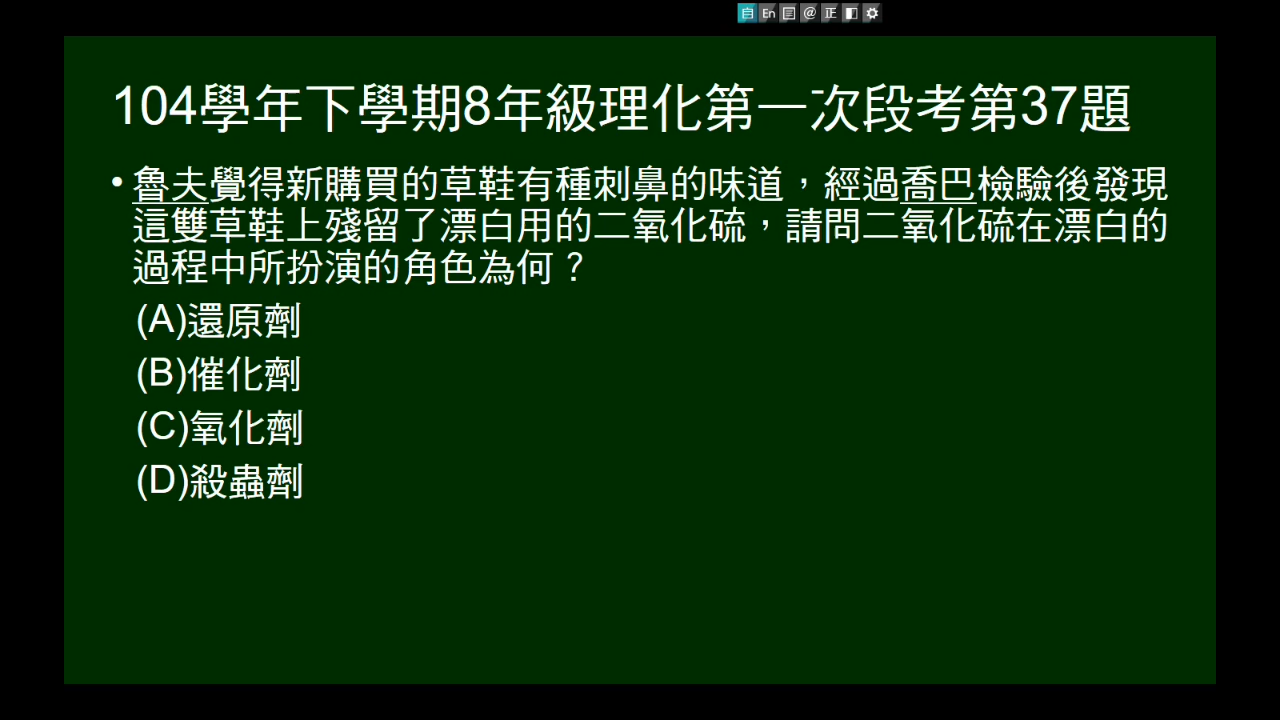 自 En @ 正
104學年下學期8年級理化第一次段考第37題
• 魯夫覺得新購買的草鞋有種刺鼻的味道，經過喬巴檢驗後發現
這雙草鞋上殘留了漂白用的二氧化硫，請問二氧化硫在漂白的
過程中所扮演的角色為何？
(A)還原劑
(B)催化劑
(C)氧化劑
(D)殺蟲劑